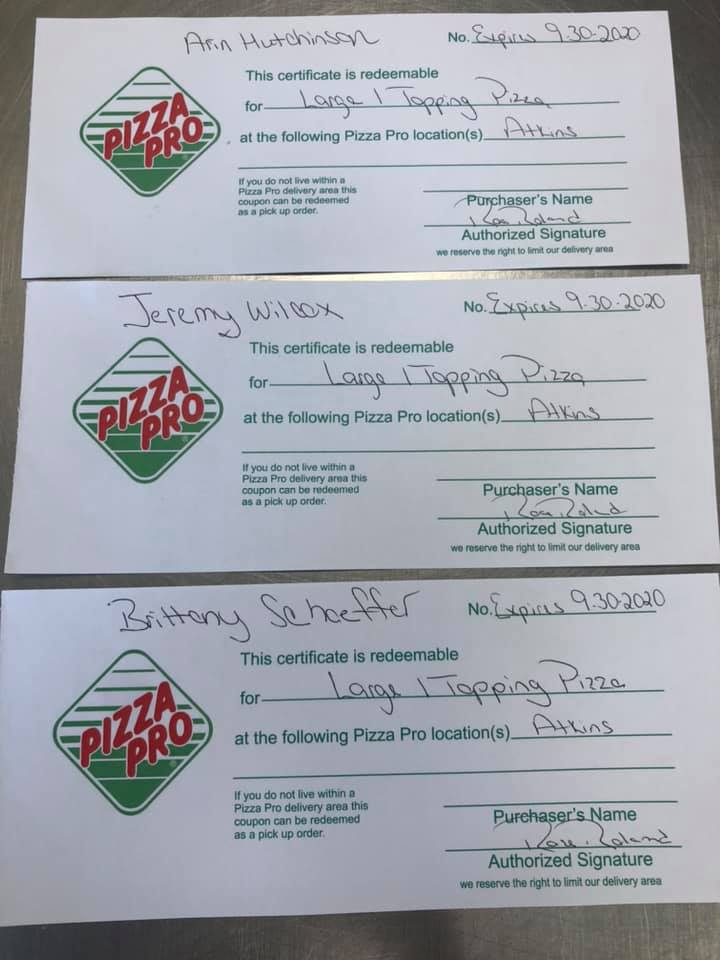 Arin Hutchinson
No. Expires 9-30-2020
PIZZA
PRO
This certificate is redeemable
for Large 1 Topping Pizza
at the following Pizza Pro location(s) Atkins
If you do not live within a
Pizza Pro delivery area this
coupon can be redeemed
as a pick up order.
Purchaser's Name
Roland
Authorized Signature
we reserve the right to limit our delivery area
Jeremy Wilcox
No. Expires 9-30-2020
PIZZA
PRO
This certificate is redeemable
for Large 1 Topping Pizza
at the following Pizza Pro location(s) Atkins
If you do not live within a
Pizza Pro delivery area this
coupon can be redeemed
as a pick up order.
Purchaser's Name
Roland
Authorized Signature
we reserve the right to limit our delivery area
Brittany Schaeffer
No. Expires 9-30-2020
PIZZA
PRO
This certificate is redeemable
for Large 1 Topping Pizza
at the following Pizza Pro location(s) Atkins
If you do not live within a
Pizza Pro delivery area this
coupon can be redeemed
as a pick up order.
Purchaser's Name
Roland
Authorized Signature
we reserve the right to limit our delivery area